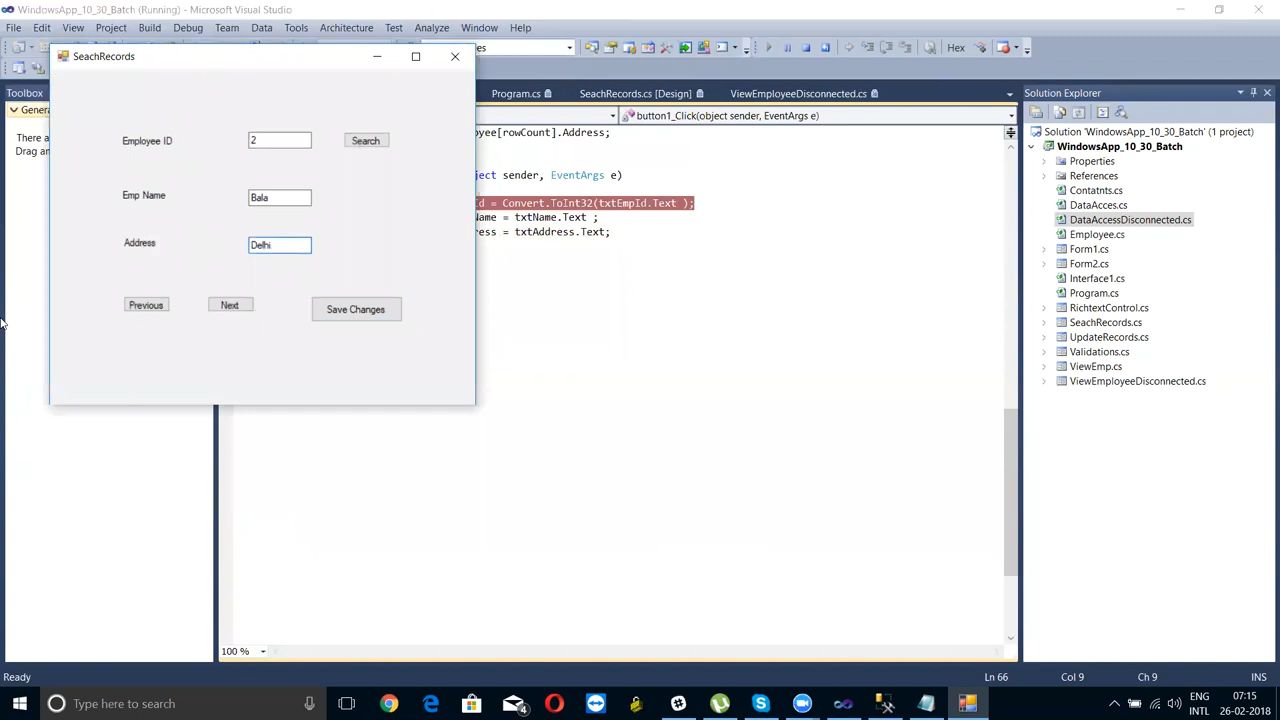 WindowsApp_10_30_Batch (Running) - Microsoft Visual Studio
File Edit View Project Build Debug Team Data Tools Architecture Test Analyze Window Help
Hex
SeachRecords
Toolbox
Program.cs SeachRecords.cs [Design] ViewEmployeeDisconnected.cs
Solution Explorer
button1_Click(object sender, EventArgs e)
Solution 'WindowsApp_10_30_Batch' (1 project)
WindowsApp_10_30_Batch
Properties
References
Contatnts.cs
DataAcces.cs
DataAccessDisconnected.cs
Employee.cs
Form1.cs
Form2.cs
Interface1.cs
Program.cs
RichtextControl.cs
SeachRecords.cs
UpdateRecords.cs
Validations.cs
ViewEmp.cs
ViewEmployeeDisconnected.cs
There a
Drag an
Employee ID 2 Search
Emp Name Bala
Address Delhi
Previous Next Save Changes
yee[rowCount].Address;
ject sender, EventArgs e)
d = Convert.ToInt32(txtEmpId.Text );
Name = txtName.Text ;
ress = txtAddress.Text;
100 %
Ready Ln 66 Col 9 Ch 9 INS
Type here to search
4
ENG
INTL
07:15
26-02-2018